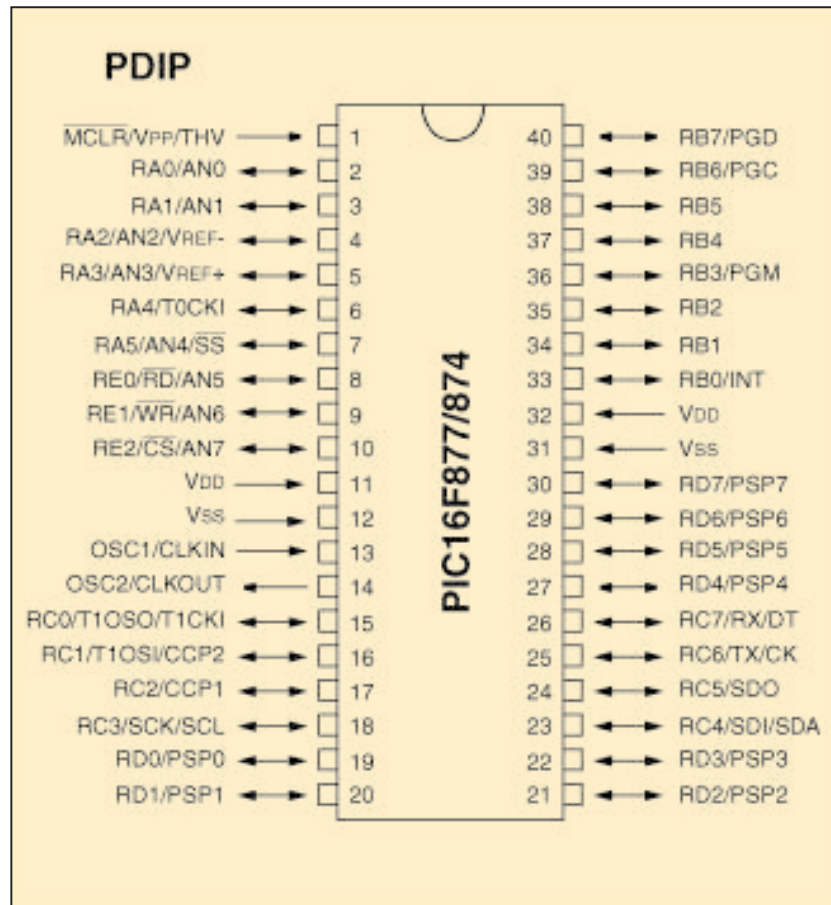 PDIP
MCLR/VPP/THV 1 40 RB7/PGD
RA0/AN0 2 39 RB6/PGC
RA1/AN1 3 38 RB5
RA2/AN2/VREF- 4 37 RB4
RA3/AN3/VREF+ 5 36 RB3/PGM
RA4/T0CKI 6 35 RB2
RA5/AN4/SS 7 34 RB1
RE0/RD/AN5 8 33 RB0/INT
RE1/WR/AN6 9 32 VDD
RE2/CS/AN7 10 31 VSS
VDD 11 30 RD7/PSP7
VSS 12 29 RD6/PSP6
OSC1/CLKIN 13 28 RD5/PSP5
OSC2/CLKOUT 14 27 RD4/PSP4
RC0/T1OSO/T1CKI 15 26 RC7/RX/DT
RC1/T1OSI/CCP2 16 25 RC6/TX/CK
RC2/CCP1 17 24 RC5/SDO
RC3/SCK/SCL 18 23 RC4/SDI/SDA
RD0/PSP0 19 22 RD3/PSP3
RD1/PSP1 20 21 RD2/PSP2
PIC16F877/874